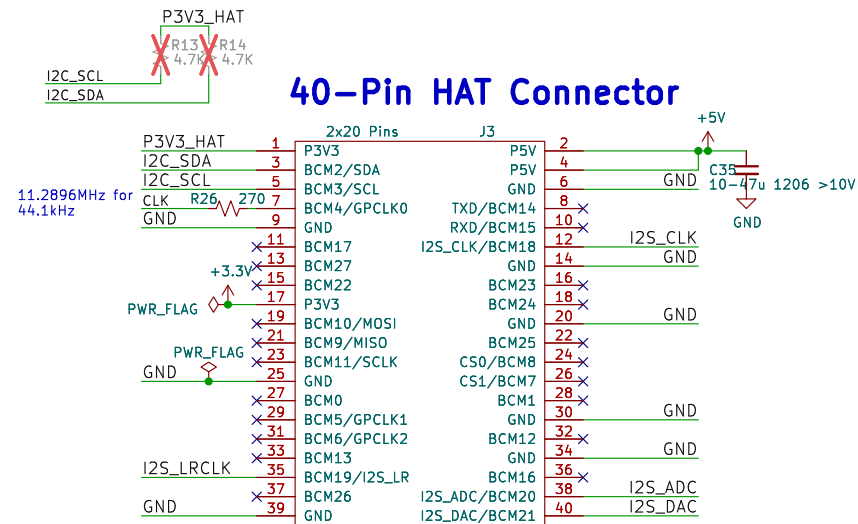 P3V3_HAT
R13 R14
4.7K 4.7K
I2C_SCL
I2C_SDA
40-Pin HAT Connector
2x20 Pins J3
+5V
P3V3_HAT 1 P3V3 P5V 2
I2C_SDA 3 BCM2/SDA P5V 4 C35
I2C_SCL 5 BCM3/SCL GND 6 GND 10-47u 1206 >10V
11.2896MHz for
44.1kHz
CLK R26 270 7 BCM4/GPCLK0 TXD/BCM14 8
GND 9 GND RXD/BCM15 10 GND
11 BCM17 I2S_CLK/BCM18 12 I2S_CLK
13 BCM27 GND 14 GND
+3.3V 15 BCM22 BCM23 16
PWR_FLAG 17 P3V3 BCM24 18
19 BCM10/MOSI GND 20 GND
21 BCM9/MISO BCM25 22
PWR_FLAG 23 BCM11/SCLK CS0/BCM8 24
GND 25 GND CS1/BCM7 26
27 BCM0 BCM1 28
29 BCM5/GPCLK1 GND 30 GND
31 BCM6/GPCLK2 BCM12 32
33 BCM13 GND 34 GND
I2S_LRCLK 35 BCM19/I2S_LR BCM16 36
37 BCM26 I2S_ADC/BCM20 38 I2S_ADC
GND 39 GND I2S_DAC/BCM21 40 I2S_DAC